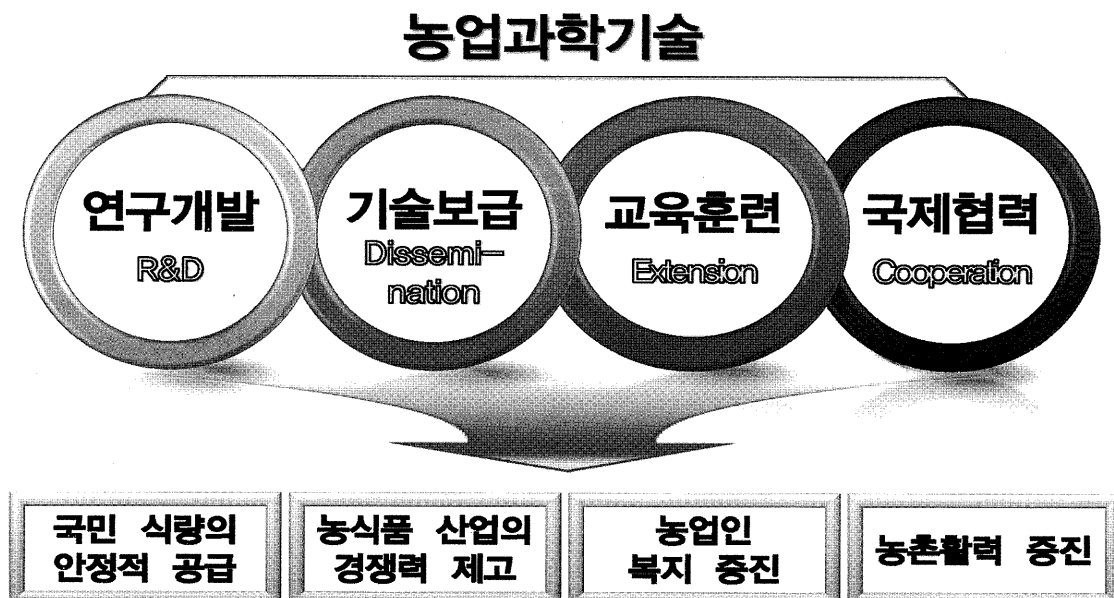 농업과학기술
연구개발
R&D
기술보급
Dissemi-
nation
교육훈련
Extension
국제협력
Cooperation
국민 식량의
안정적 공급
농식품 산업의
경쟁력 제고
농업인
복지 증진
농촌활력 증진